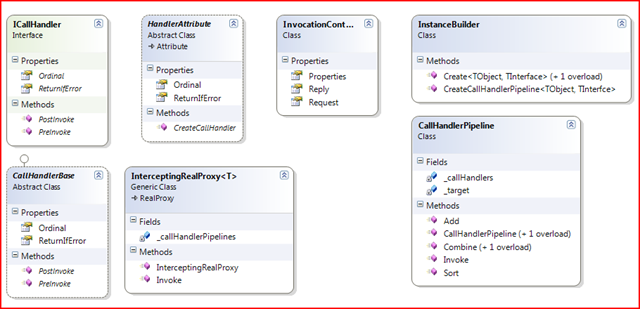 ICallHandler
Interface
Properties
Ordinal
ReturnIfError
Methods
PostInvoke
PreInvoke
HandlerAttribute
Abstract Class
Attribute
Properties
Ordinal
ReturnIfError
Methods
CreateCallHandler
InvocationCont...
Class
Properties
Properties
Reply
Request
InstanceBuilder
Class
Methods
Create<TObject, TInterface> (+ 1 overload)
CreateCallHandlerPipeline<TObject, TInterfce>
CallHandlerBase
Abstract Class
Properties
Ordinal
ReturnIfError
Methods
PostInvoke
PreInvoke
InterceptingRealProxy<T>
Generic Class
RealProxy
Fields
_callHandlerPipelines
Methods
InterceptingRealProxy
Invoke
CallHandlerPipeline
Class
Fields
_callHandlers
_target
Methods
Add
CallHandlerPipeline (+ 1 overload)
Combine (+ 1 overload)
Invoke
Sort